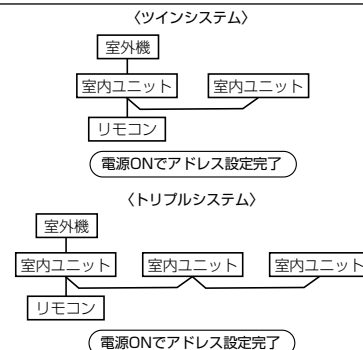 〈ツインシステム〉
室外機
室内ユニット 室内ユニット
リモコン
電源ONでアドレス設定完了
〈トリプルシステム〉
室外機
室内ユニット 室内ユニット 室内ユニット
リモコン
電源ONでアドレス設定完了